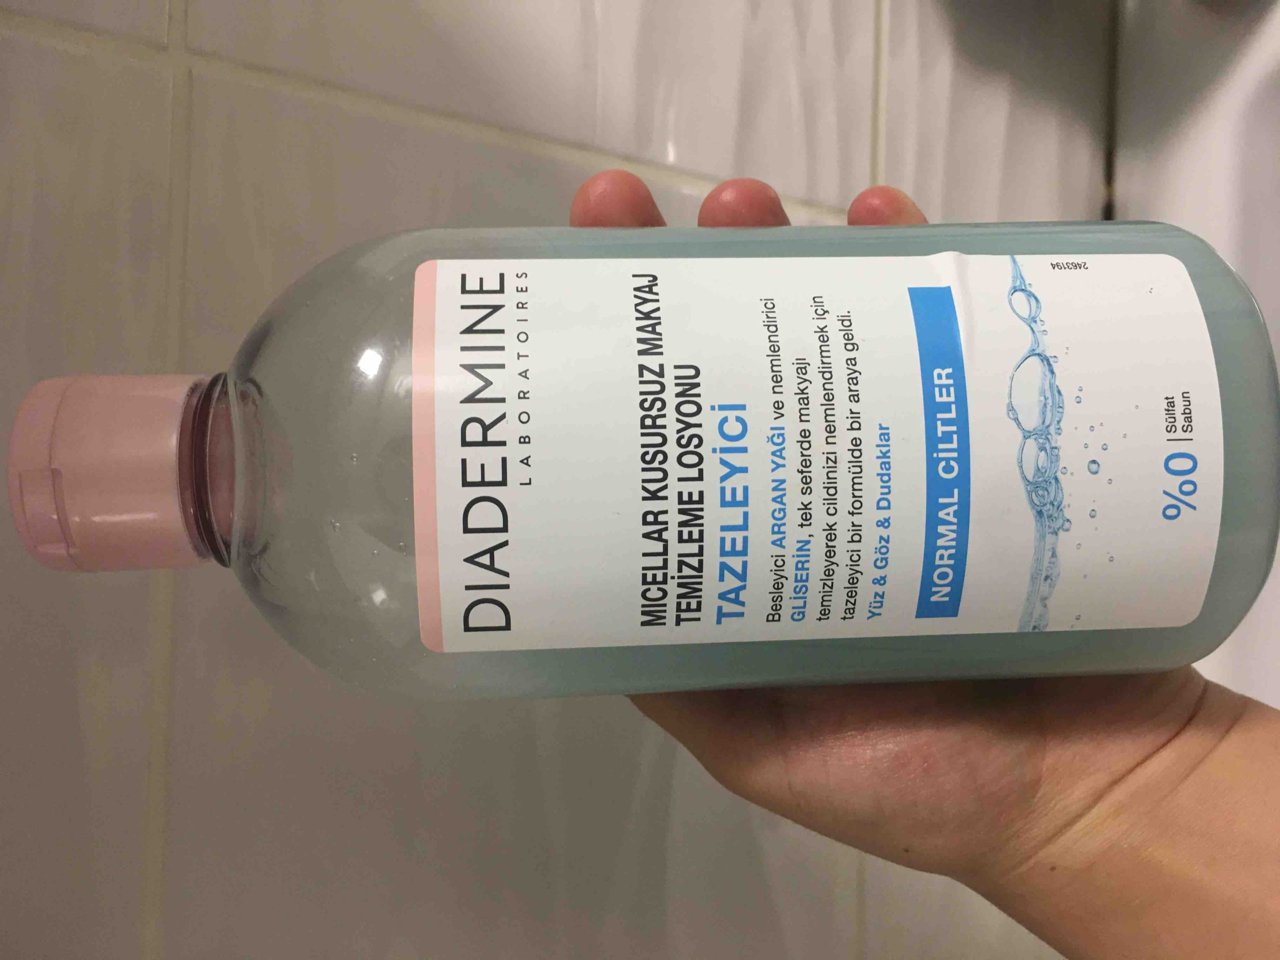 DIADERMINE
LABORATOIRES
MICELLAR KUSURSUZ MAKYAJ
TEMİZLEME LOSYONU
TAZELEYİCİ
Besleyici ARGAN YAĞI ve nemlendirici
GLİSERİN, tek seferde makyajı
temizleyerek cildinizi nemlendirmek için
tazeleyici bir formülde bir araya geldi.
Yüz & Göz & Dudaklar
NORMAL CİLTLER
2463194
%0 | Sülfat
Sabun